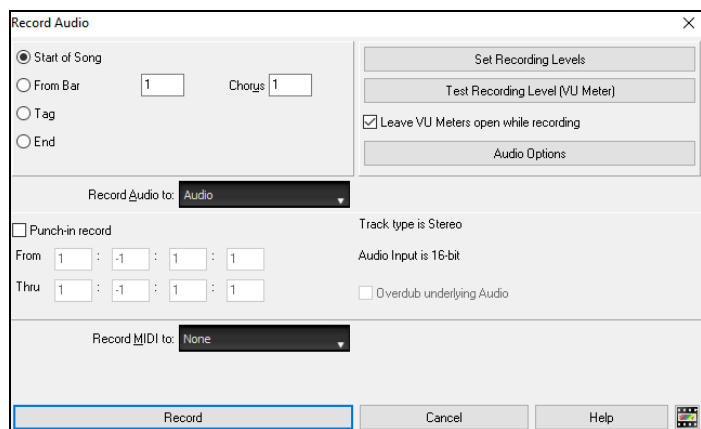 Record Audio
Start of Song
From Bar 1 Chorus 1
Tag
End
Set Recording Levels
Test Recording Level (VU Meter)
Leave VU Meters open while recording
Audio Options
Record Audio to: Audio
Punch-in record
From 1 : -1 : 1 : 1
Thru 1 : -1 : 1 : 1
Track type is Stereo
Audio Input is 16-bit
Overdub underlying Audio
Record MIDI to: None
Record Cancel Help